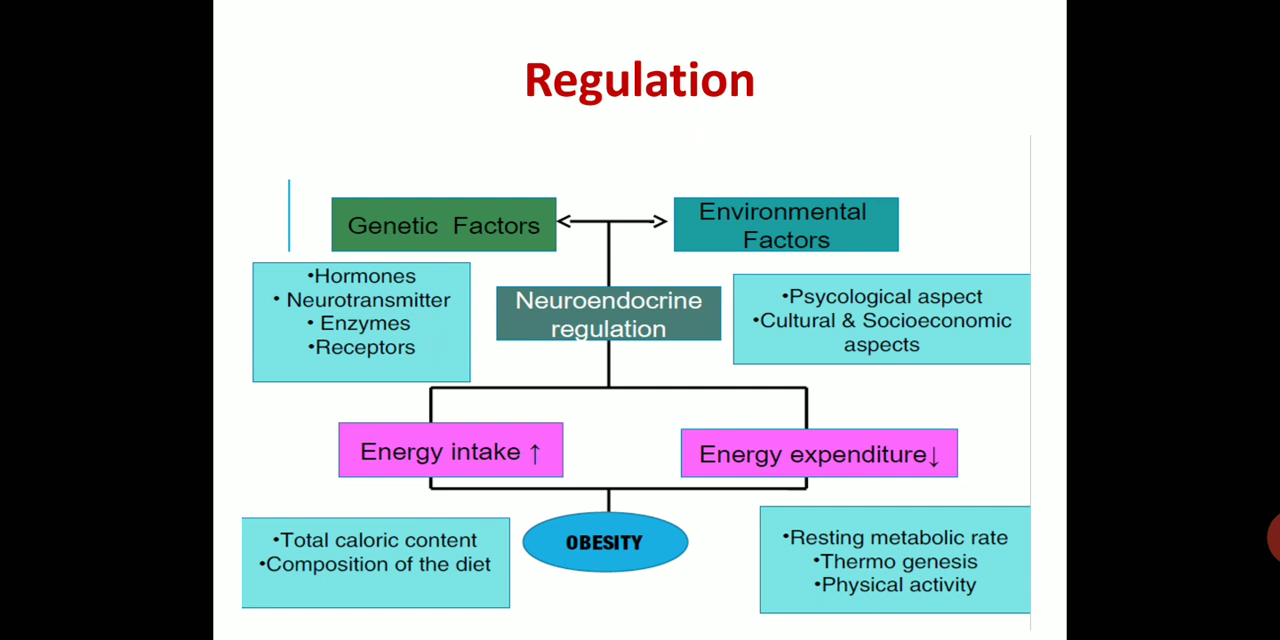 Regulation
Genetic Factors
Environmental
Factors
•Hormones
• Neurotransmitter
• Enzymes
•Receptors
Neuroendocrine
regulation
•Psycological aspect
•Cultural & Socioeconomic
aspects
Energy intake ↑
Energy expenditure↓
•Total caloric content
•Composition of the diet
OBESITY
•Resting metabolic rate
•Thermo genesis
•Physical activity